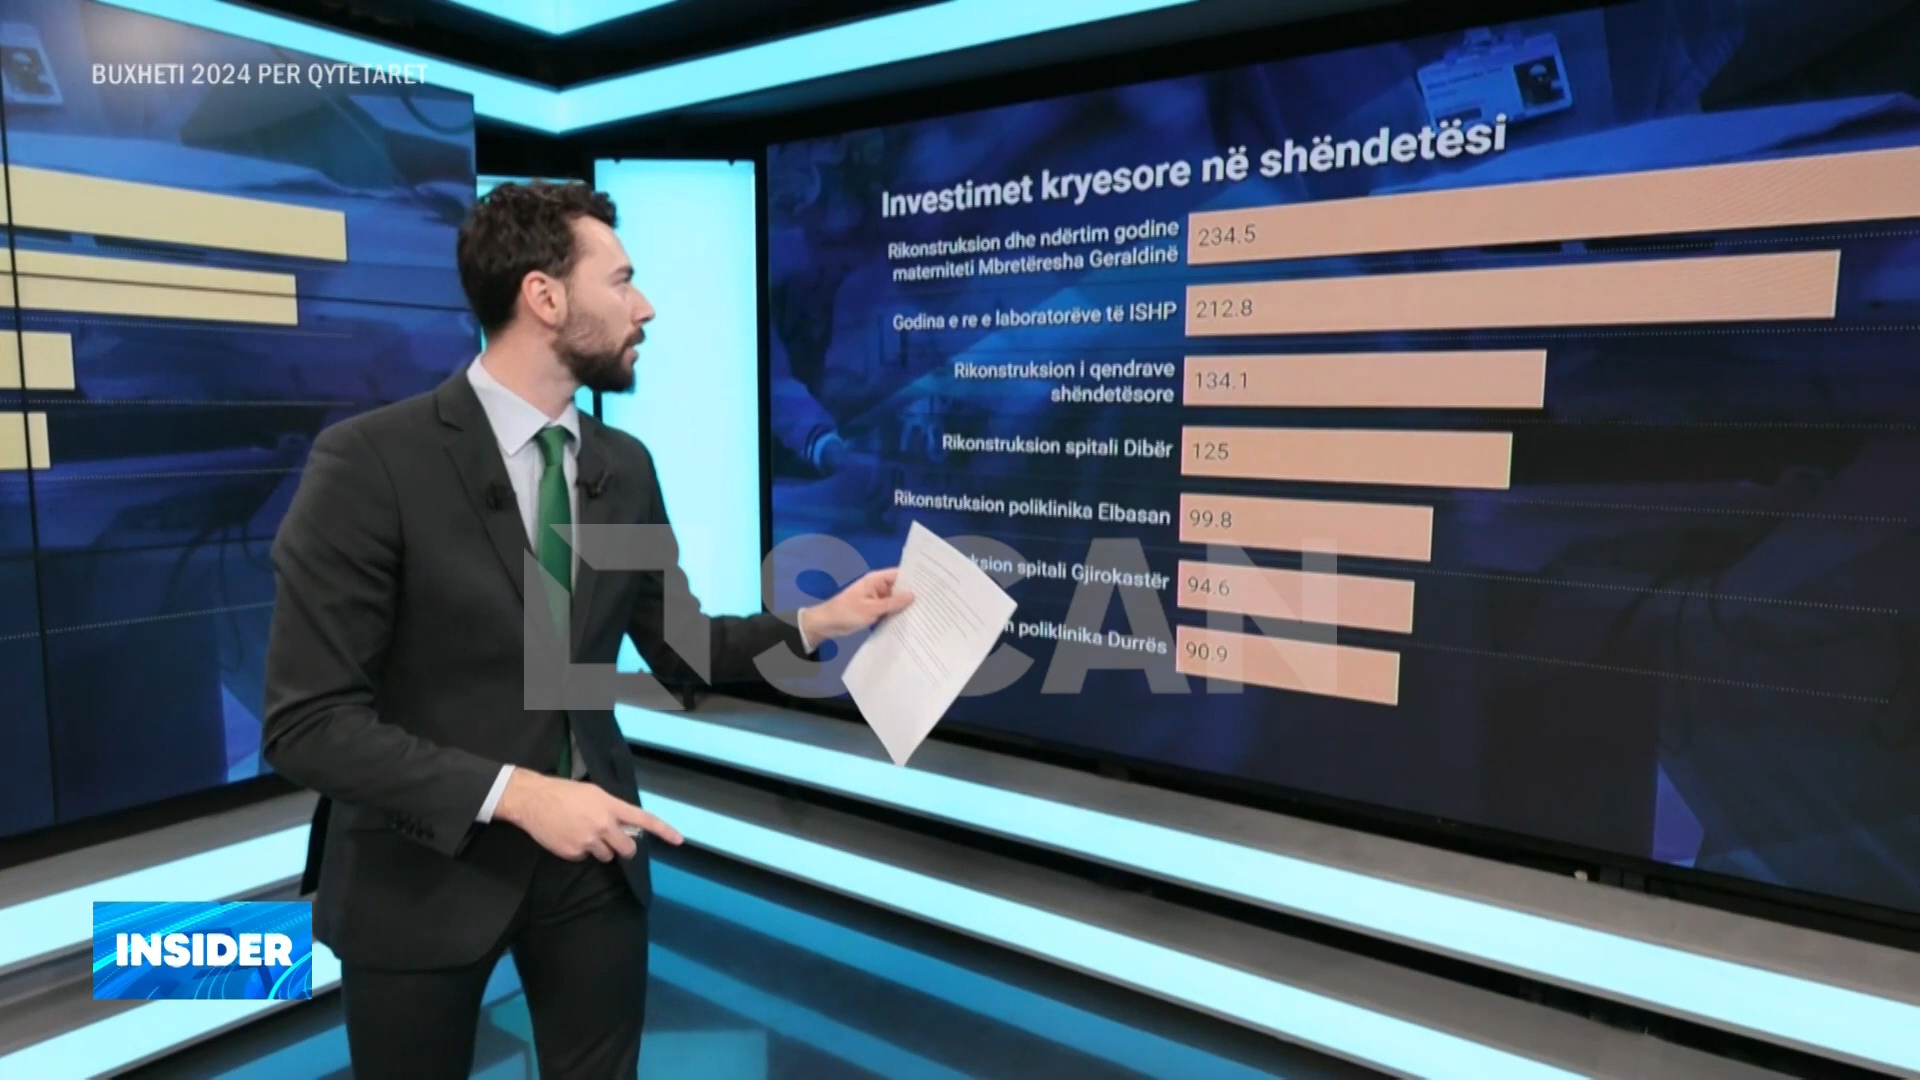 BUXHETI 2024 PER QYTETARET
Investimet kryesore në shëndetësi
Rikonstruksion dhe ndërtim godine
materniteti Mbretëresha Geraldinë
234.5
Godina e re e laboratorëve të ISHP
212.8
Rikonstruksion i qendrave
shëndetësore
134.1
Rikonstruksion spitali Dibër
125
Rikonstruksion poliklinika Elbasan
99.8
ksion spitali Gjirokastër
94.6
n poliklinika Durrës
90.9
SCAN
INSIDER